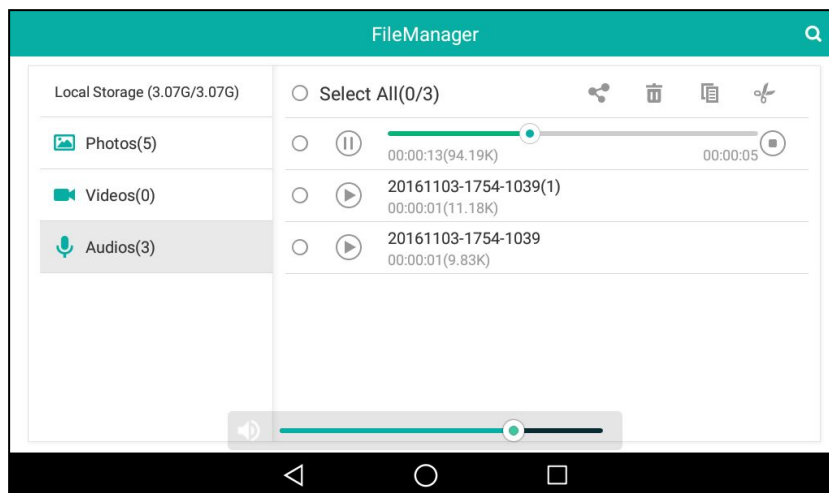 FileManager
Local Storage (3.07G/3.07G)
Select All(0/3)
Photos(5)
00:00:13(94.19K)
00:00:05
Videos(0)
20161103-1754-1039(1)
00:00:01(11.18K)
Audios(3)
20161103-1754-1039
00:00:01(9.83K)